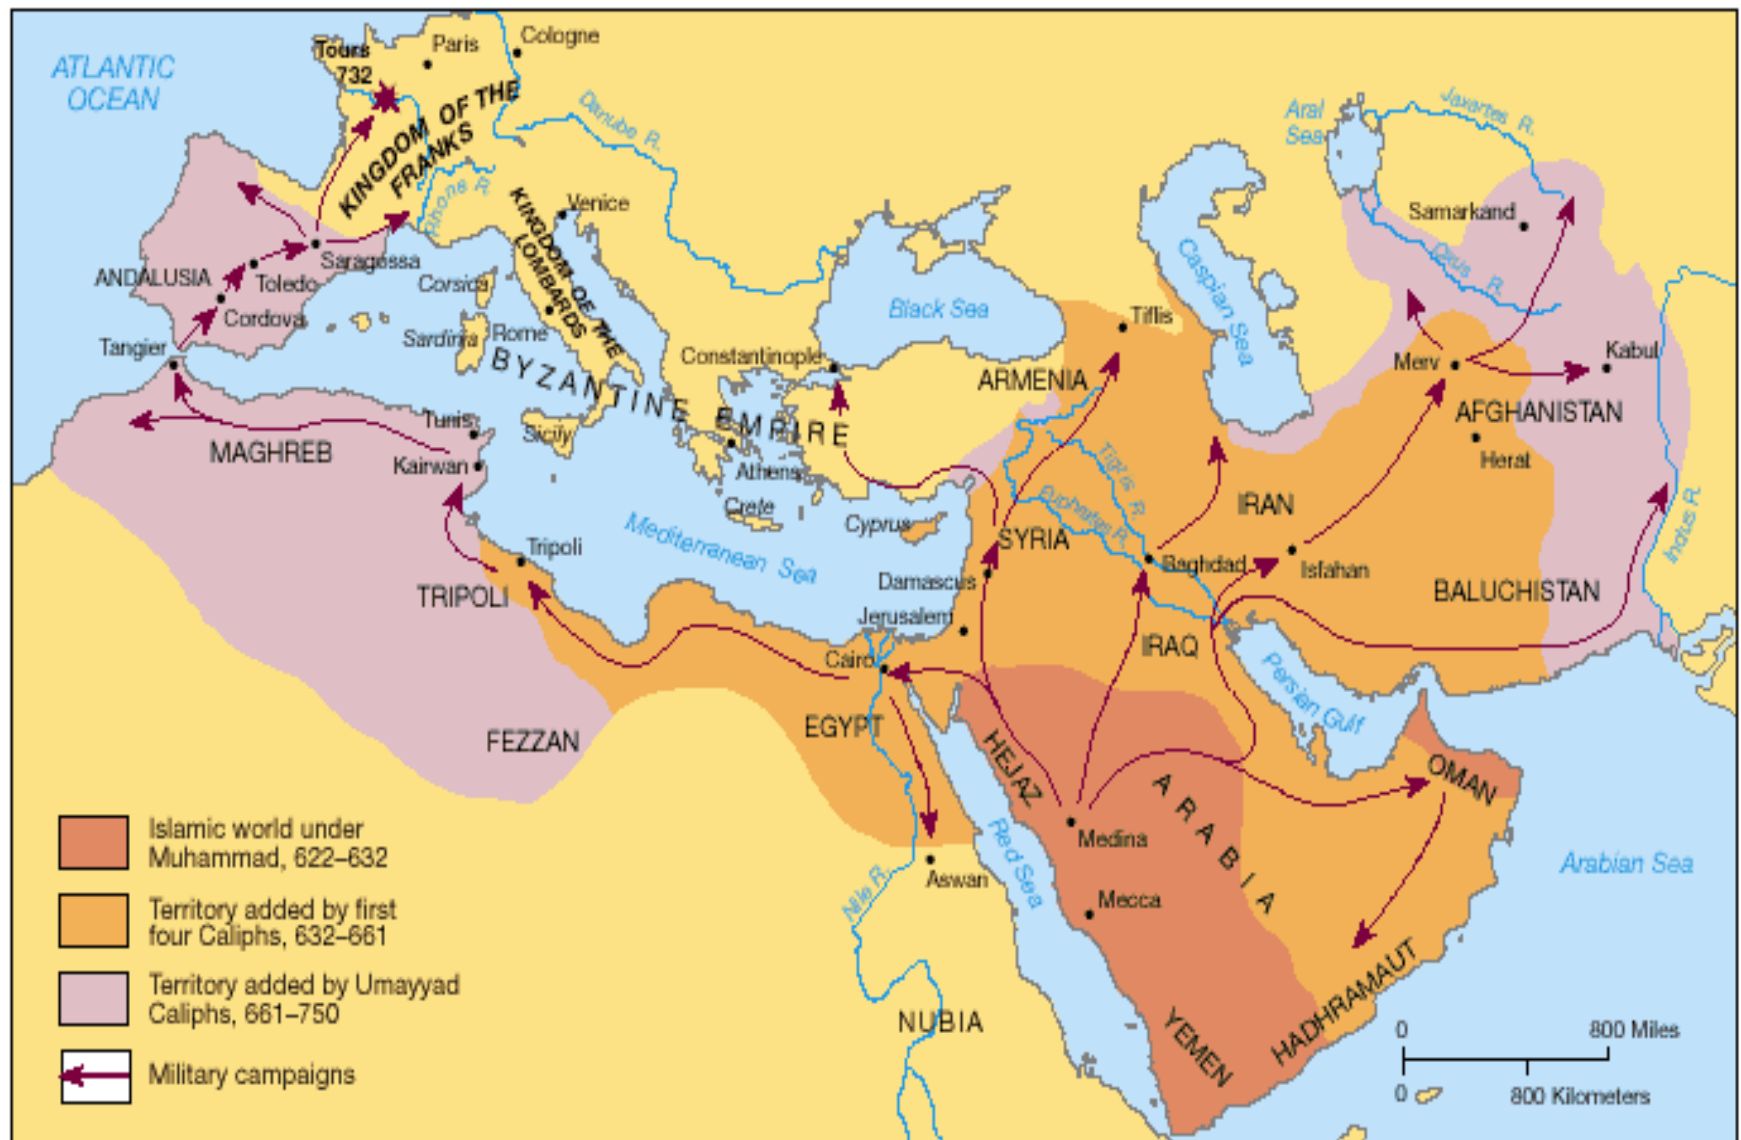 ATLANTIC
OCEAN
Tours
732
Paris
Cologne
KINGDOM OF THE
FRANKS
Danube R.
Rhone R.
Venice
KINGDOM OF THE
LOMBARDS
Aral
Sea
Jaxartes R.
Samarkand
Oxus R.
Caspian Sea
Black Sea
Tiflis
ANDALUSIA
Saragossa
Toledo
Cordova
Corsica
Sardinia
Rome
Tangier
BYZANTINE EMPIRE
Constantinople
ARMENIA
Merv
Kabul
AFGHANISTAN
Herat
Tunis
Sicily
MAGHREB
Kairwan
Athens
Crete
Cyprus
Mediterranean Sea
Tigris R.
Euphrates R.
SYRIA
IRAN
Indus R.
Baghdad
Isfahan
Tripoli
TRIPOLI
Damascus
Jerusalem
IRAQ
BALUCHISTAN
Cairo
Persian Gulf
EGYPT
FEZZAN
HEJAZ
ARABIA
OMAN
Medina
Red Sea
Arabian Sea
Aswan
Nile R.
Mecca
HADHRAMAUT
YEMEN
NUBIA
Islamic world under
Muhammad, 622–632
Territory added by first
four Caliphs, 632–661
Territory added by Umayyad
Caliphs, 661–750
Military campaigns
0 800 Miles
0 800 Kilometers